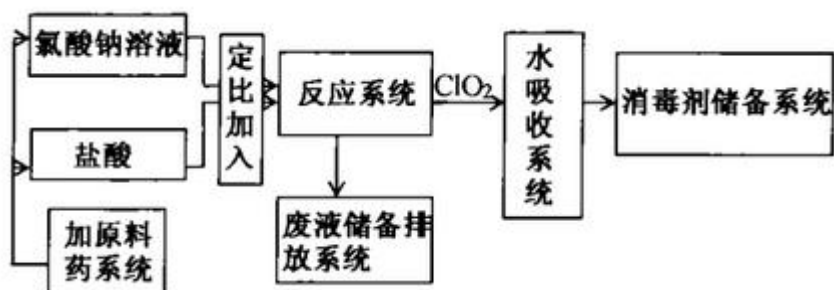 氯酸钠溶液
盐酸
加原料
药系统
定比加入
反应系统
ClO₂
废液储备排
放系统
水吸收系统
消毒剂储备系统